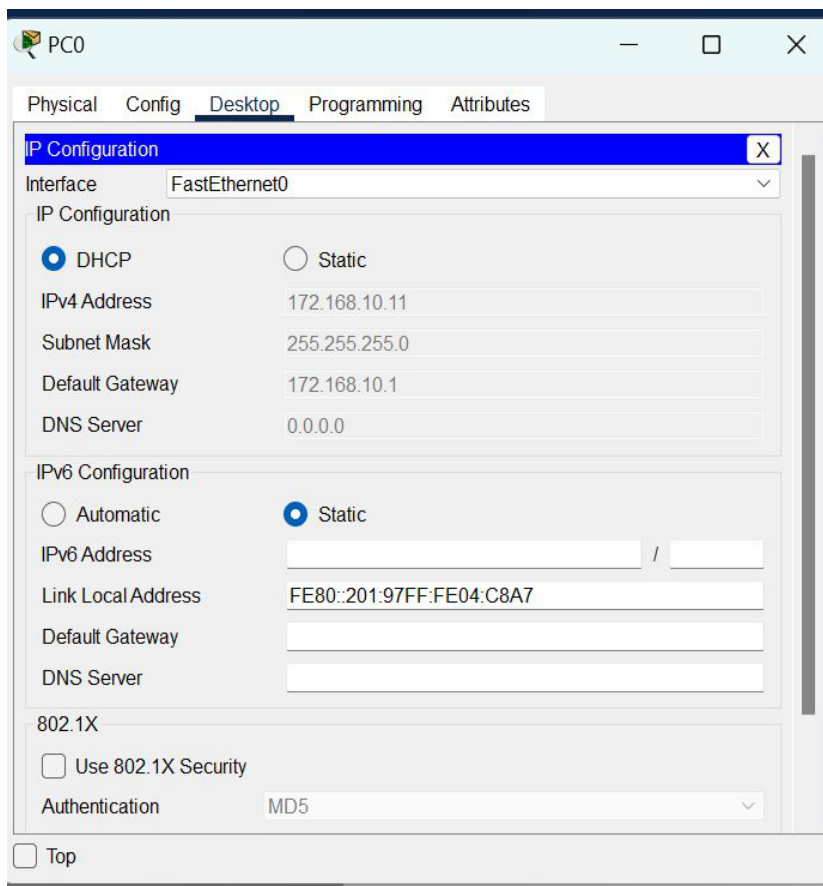 PC0
Physical Config Desktop Programming Attributes
IP Configuration X
Interface FastEthernet0
IP Configuration
DHCP Static
IPv4 Address 172.168.10.11
Subnet Mask 255.255.255.0
Default Gateway 172.168.10.1
DNS Server 0.0.0.0
IPv6 Configuration
Automatic Static
IPv6 Address /
Link Local Address FE80::201:97FF:FE04:C8A7
Default Gateway
DNS Server
802.1X
Use 802.1X Security
Authentication MD5
Top